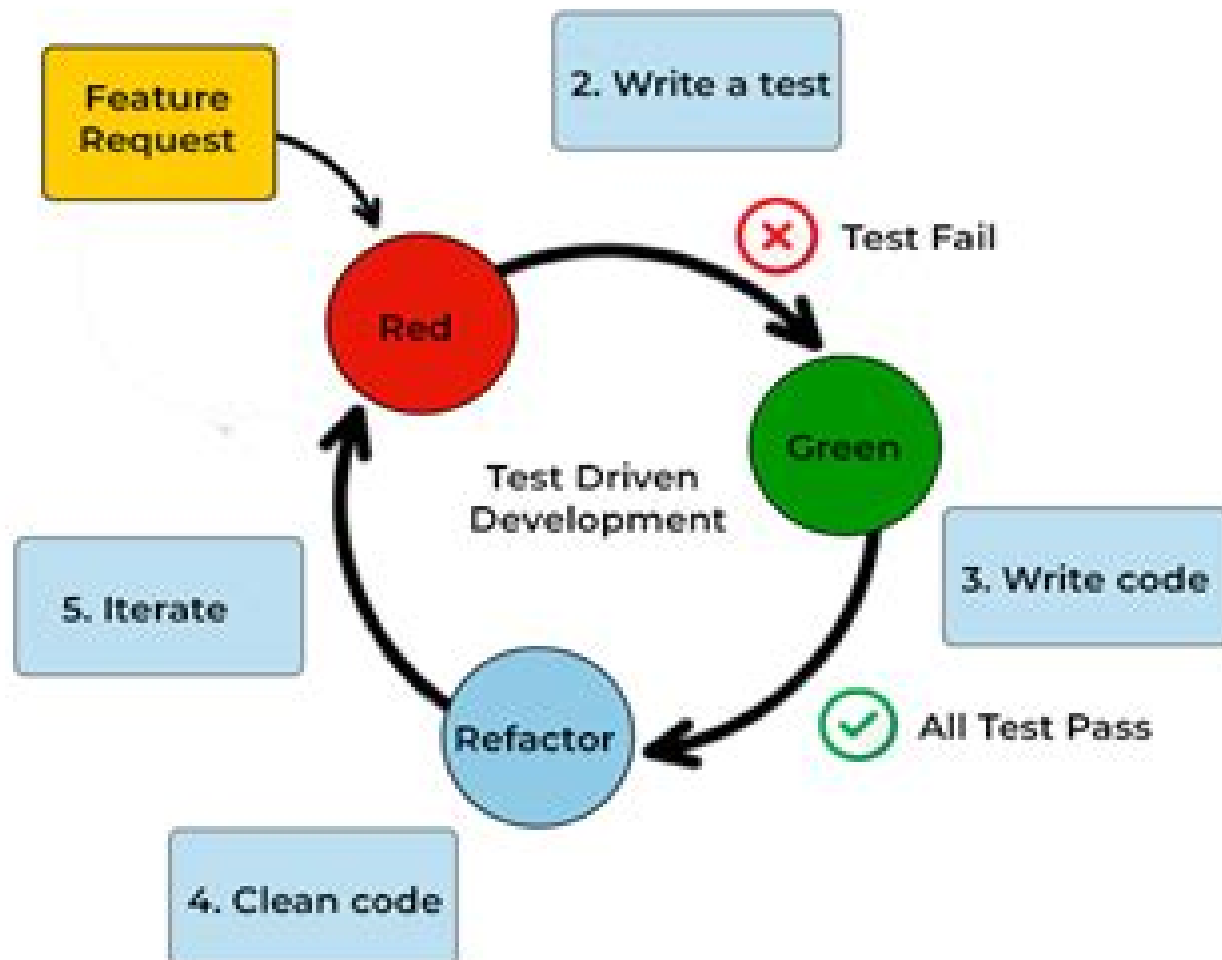 Feature
Request
2. Write a test
Test Fail
Red
Green
Test Driven
Development
3. Write code
5. Iterate
All Test Pass
Refactor
4. Clean code